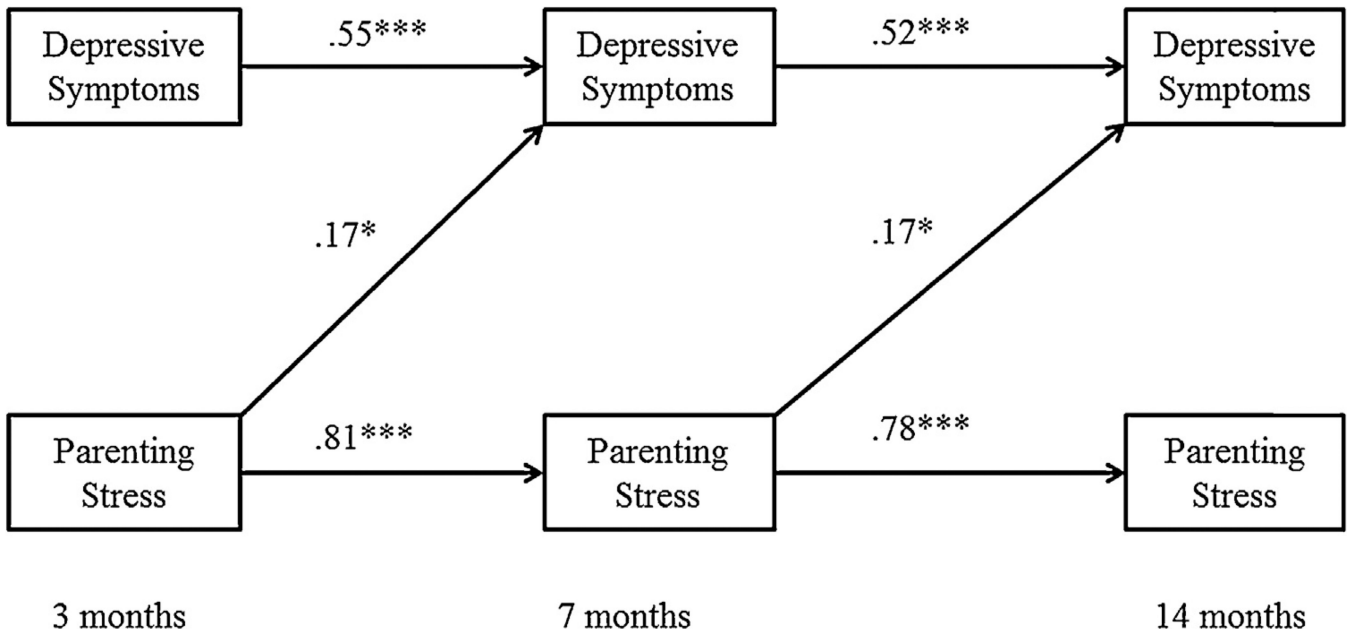 Depressive
Symptoms
.55***
Depressive
Symptoms
.52***
Depressive
Symptoms
.17*
.17*
Parenting
Stress
.81***
Parenting
Stress
.78***
Parenting
Stress
3 months
7 months
14 months